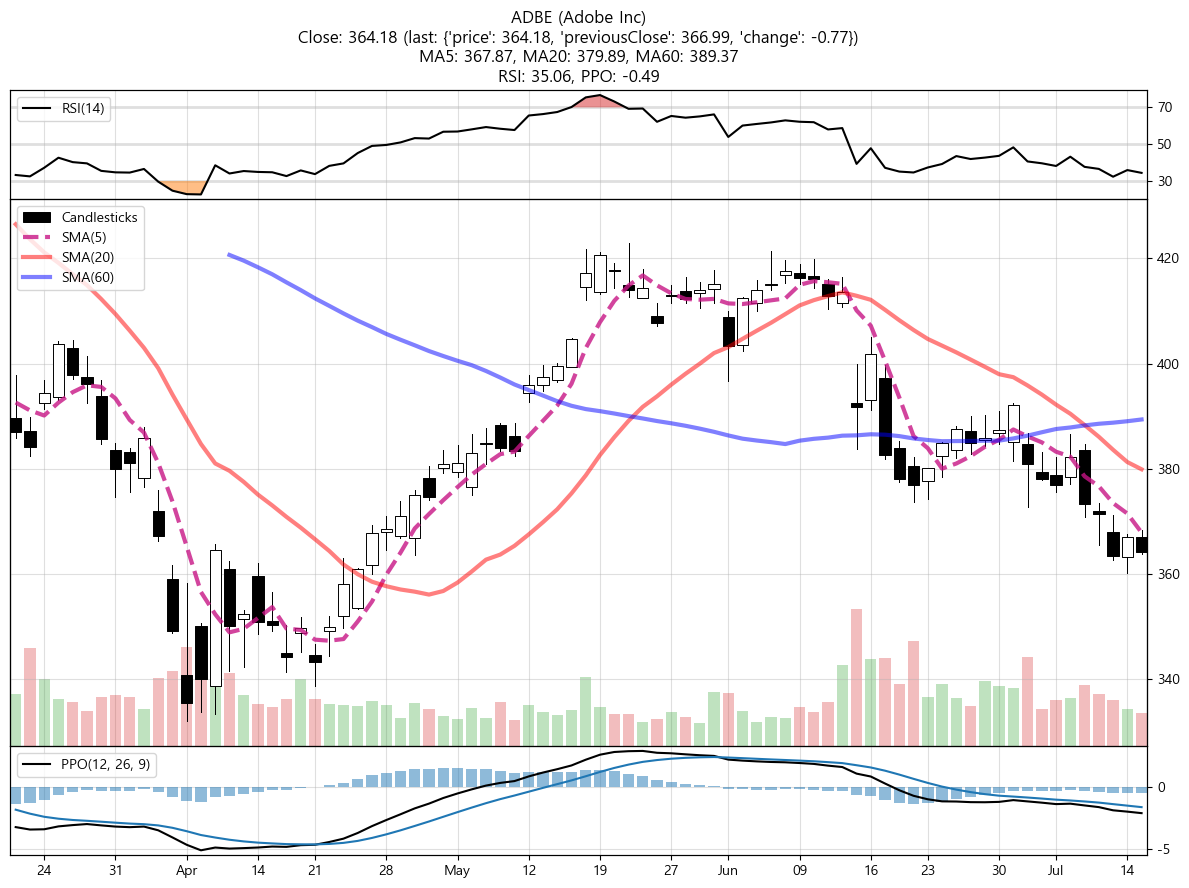 ADBE (Adobe Inc)
Close: 364.18 (last: {'price': 364.18, 'previousClose': 366.99, 'change': -0.77})
MA5: 367.87, MA20: 379.89, MA60: 389.37
RSI: 35.06, PPO: -0.49
RSI(14)
70
50
30
Candlesticks
SMA(5)
SMA(20)
SMA(60)
420
400
380
360
340
PPO(12, 26, 9)
0
-5
24 31 Apr 14 21 28 May 12 19 27 Jun 09 16 23 Jul 14